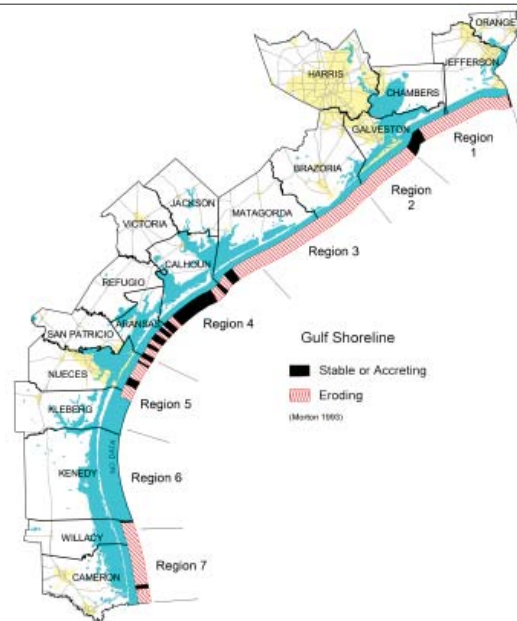 ORANGE
JEFFERSON
HARRIS
CHAMBERS
GALVESTON
Region
1
BRAZORIA
Region
2
JACKSON
MATAGORDA
VICTORIA
Region 3
CALHOUN
REFUGIO
ARANSAS
Region 4
SAN PATRICIO
Gulf Shoreline
NUECES
Stable or Accreting
Eroding
KLEBERG
Region 5
(Morton 1993)
NO DATA
KENEDY
Region 6
WILLACY
Region 7
CAMERON